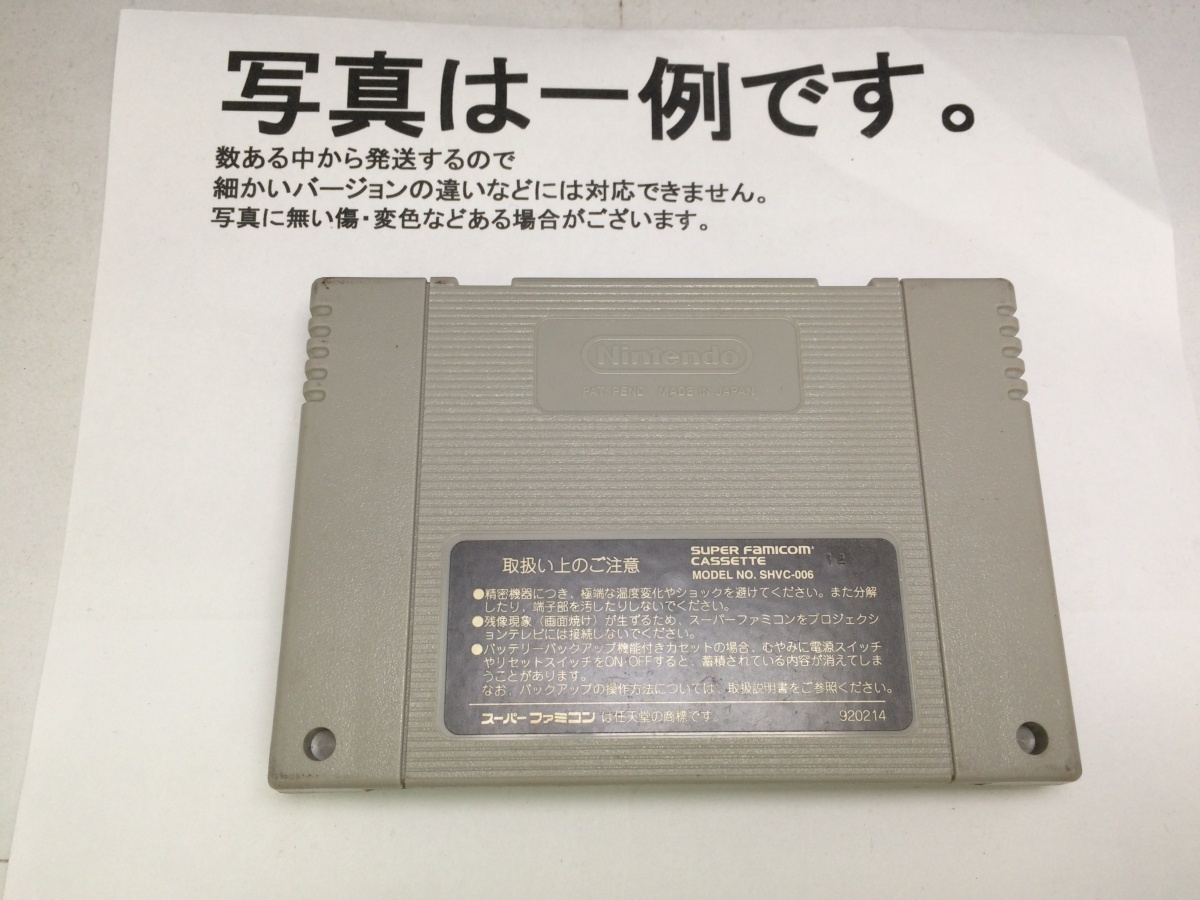 写真は一例です。
数ある中から発送するので
細かいバージョンの違いなどには対応できません。
写真に無い傷・変色などある場合がございます。
Nintendo
PAT. PEND. MADE IN JAPAN
取扱い上のご注意
SUPER FAMICOM
CASSETTE
MODEL NO. SHVC-006
12
●精密機器につき、極端な温度変化やショックを避けてください。また分解
したり、端子部を汚したりしないでください。
●残像現象（画面焼け）が生ずるため、スーパーファミコンをプロジェクシ
ョンテレビには接続しないでください。
●バッテリーバックアップ機能付きカセットの場合、むやみに電源スイッチ
やリセットスイッチをON・OFFすると、蓄積されている内容が消えてしま
うことがあります。
なお、バックアップの操作方法については、取扱説明書をご参照ください。
スーパーファミコンは任天堂の商標です。 920214